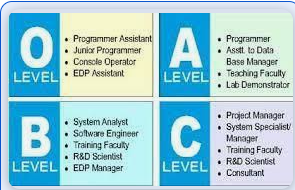 O
LEVEL
• Programmer Assistant
• Junior Programmer
• Console Operator
• EDP Assistant
A
LEVEL
• Programmer
• Asstt. to Data
Base Manager
• Teaching Faculty
• Lab Demonstrator
B
LEVEL
• System Analyst
• Software Engineer
• Training Faculty
• R&D Scientist
• EDP Manager
C
LEVEL
• Project Manager
• System Specialist/
Manager
• Training Faculty
• R&D Scientist
• Consultant